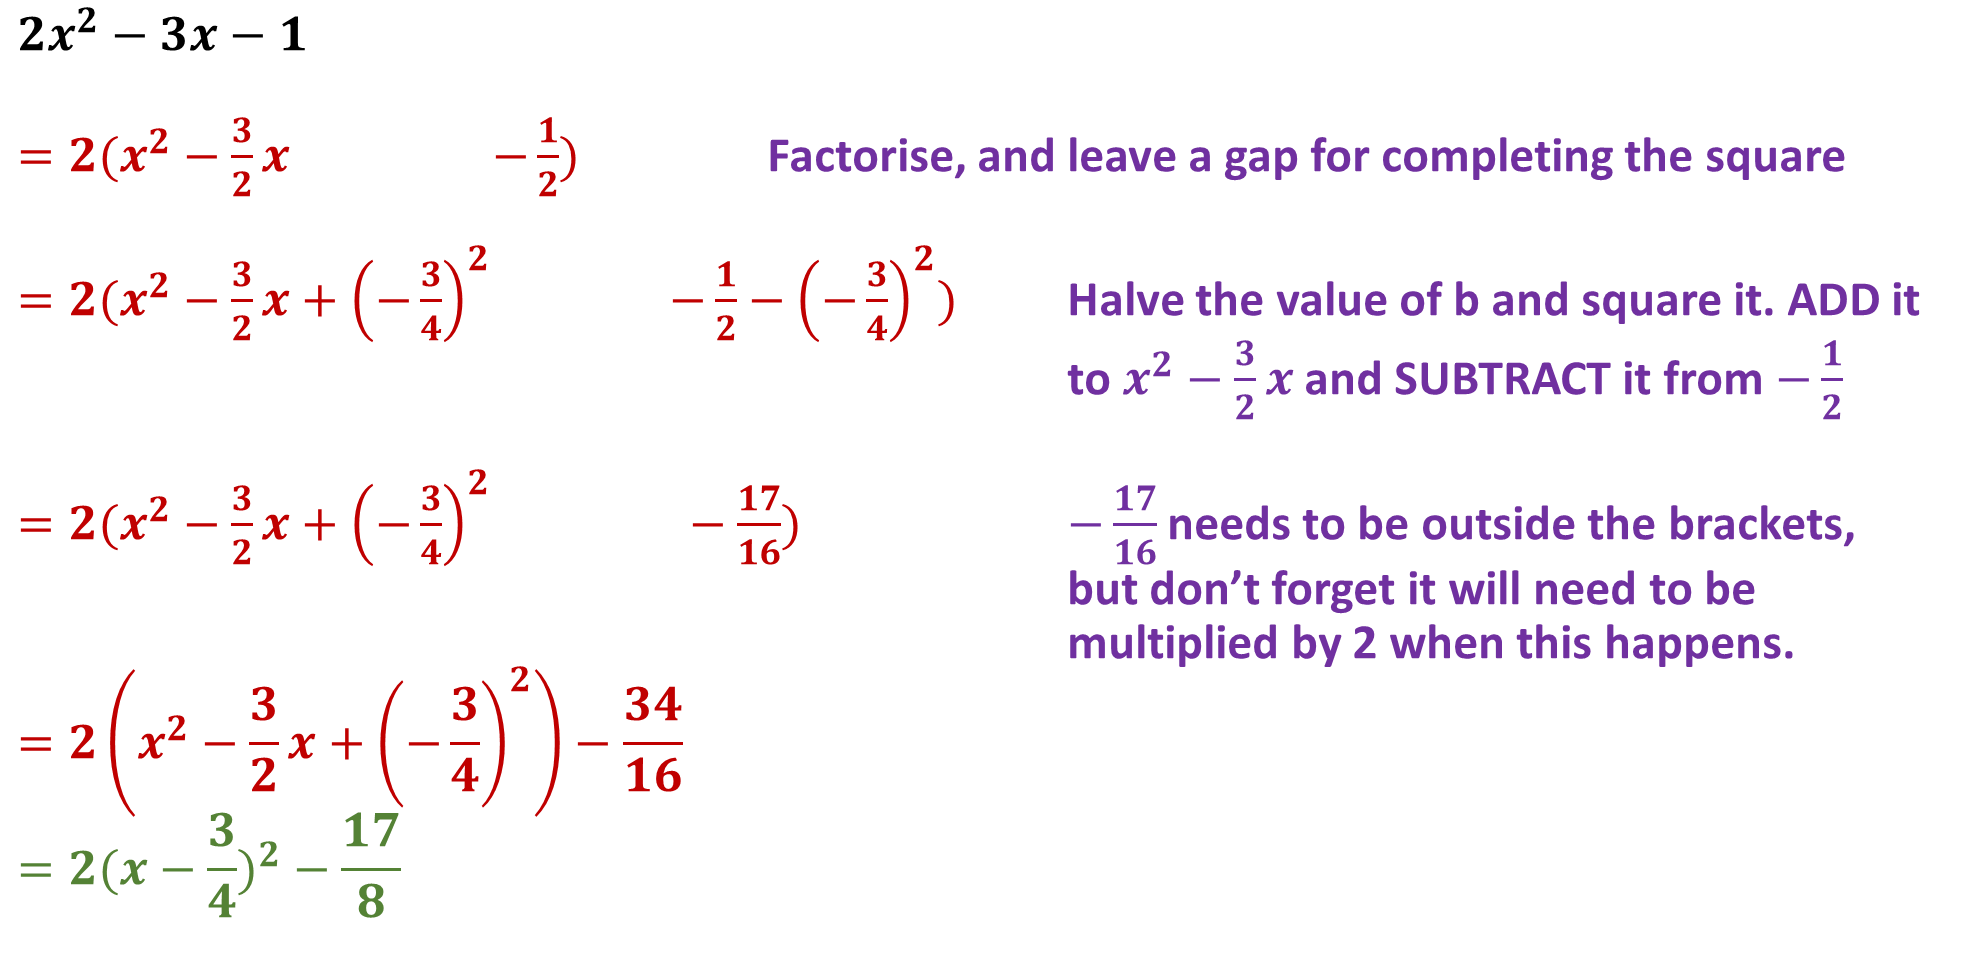 2x² − 3x − 1
= 2(x² − 3/2 x − 1/2) Factorise, and leave a gap for completing the square
= 2(x² − 3/2 x + (−3/4)² − 1/2 − (−3/4)²) Halve the value of b and square it. ADD it
to x² − 3/2 x and SUBTRACT it from − 1/2
= 2(x² − 3/2 x + (−3/4)² − 17/16) − 17/16 needs to be outside the brackets,
but don’t forget it will need to be
multiplied by 2 when this happens.
= 2(x² − 3/2 x + (−3/4)²) − 34/16
= 2(x − 3/4)² − 17/8